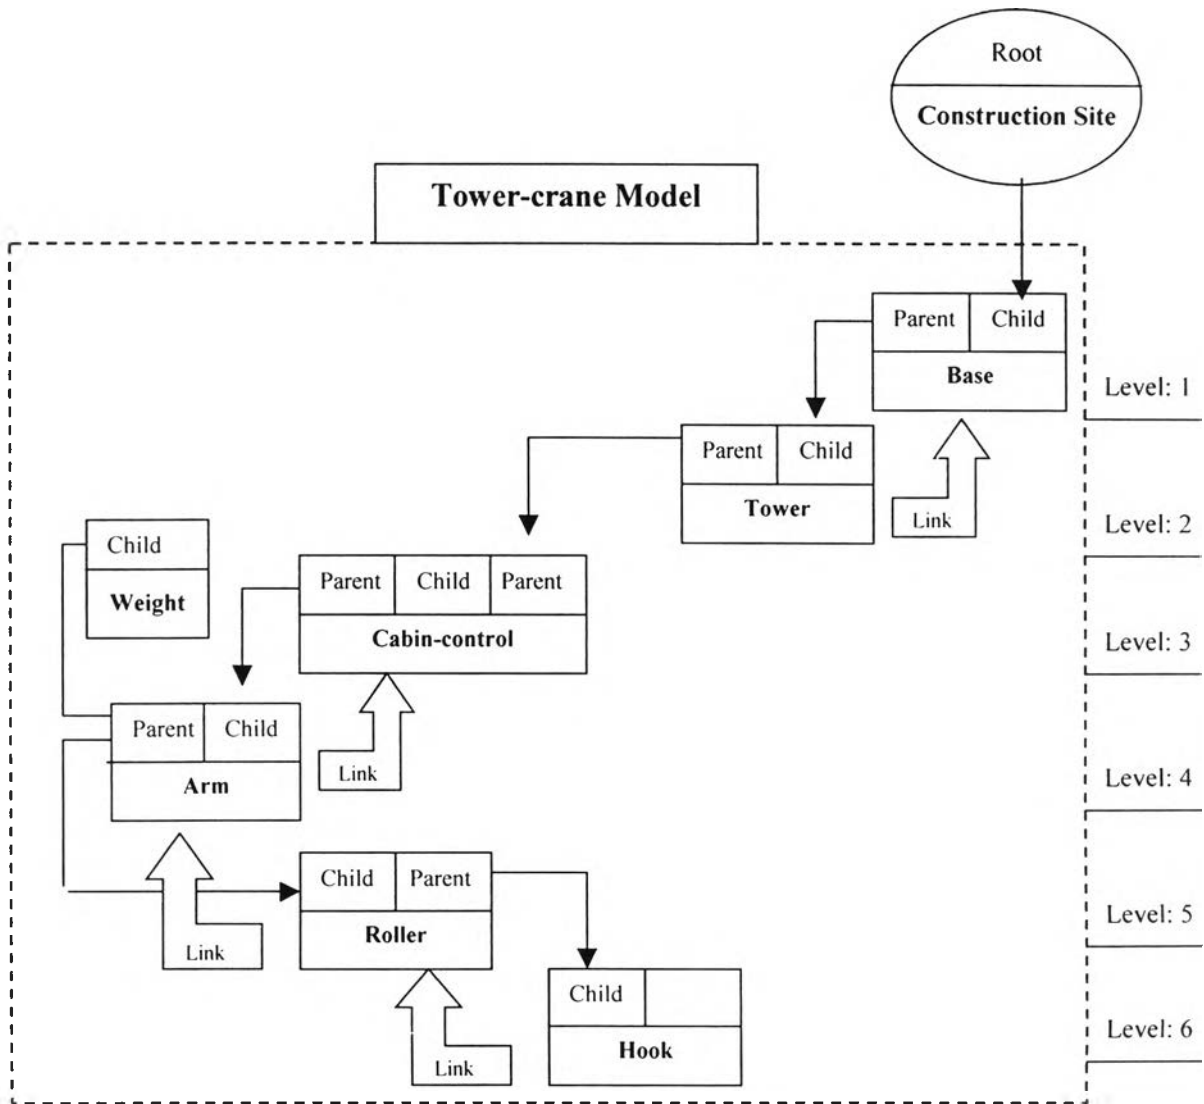 Root
Construction Site
Tower-crane Model
Parent Child
Base
Level: 1
Parent Child
Tower
Link
Level: 2
Child
Weight
Parent Child Parent
Cabin-control
Level: 3
Parent Child
Arm
Link
Level: 4
Child Parent
Roller
Link
Level: 5
Child
Hook
Link
Level: 6